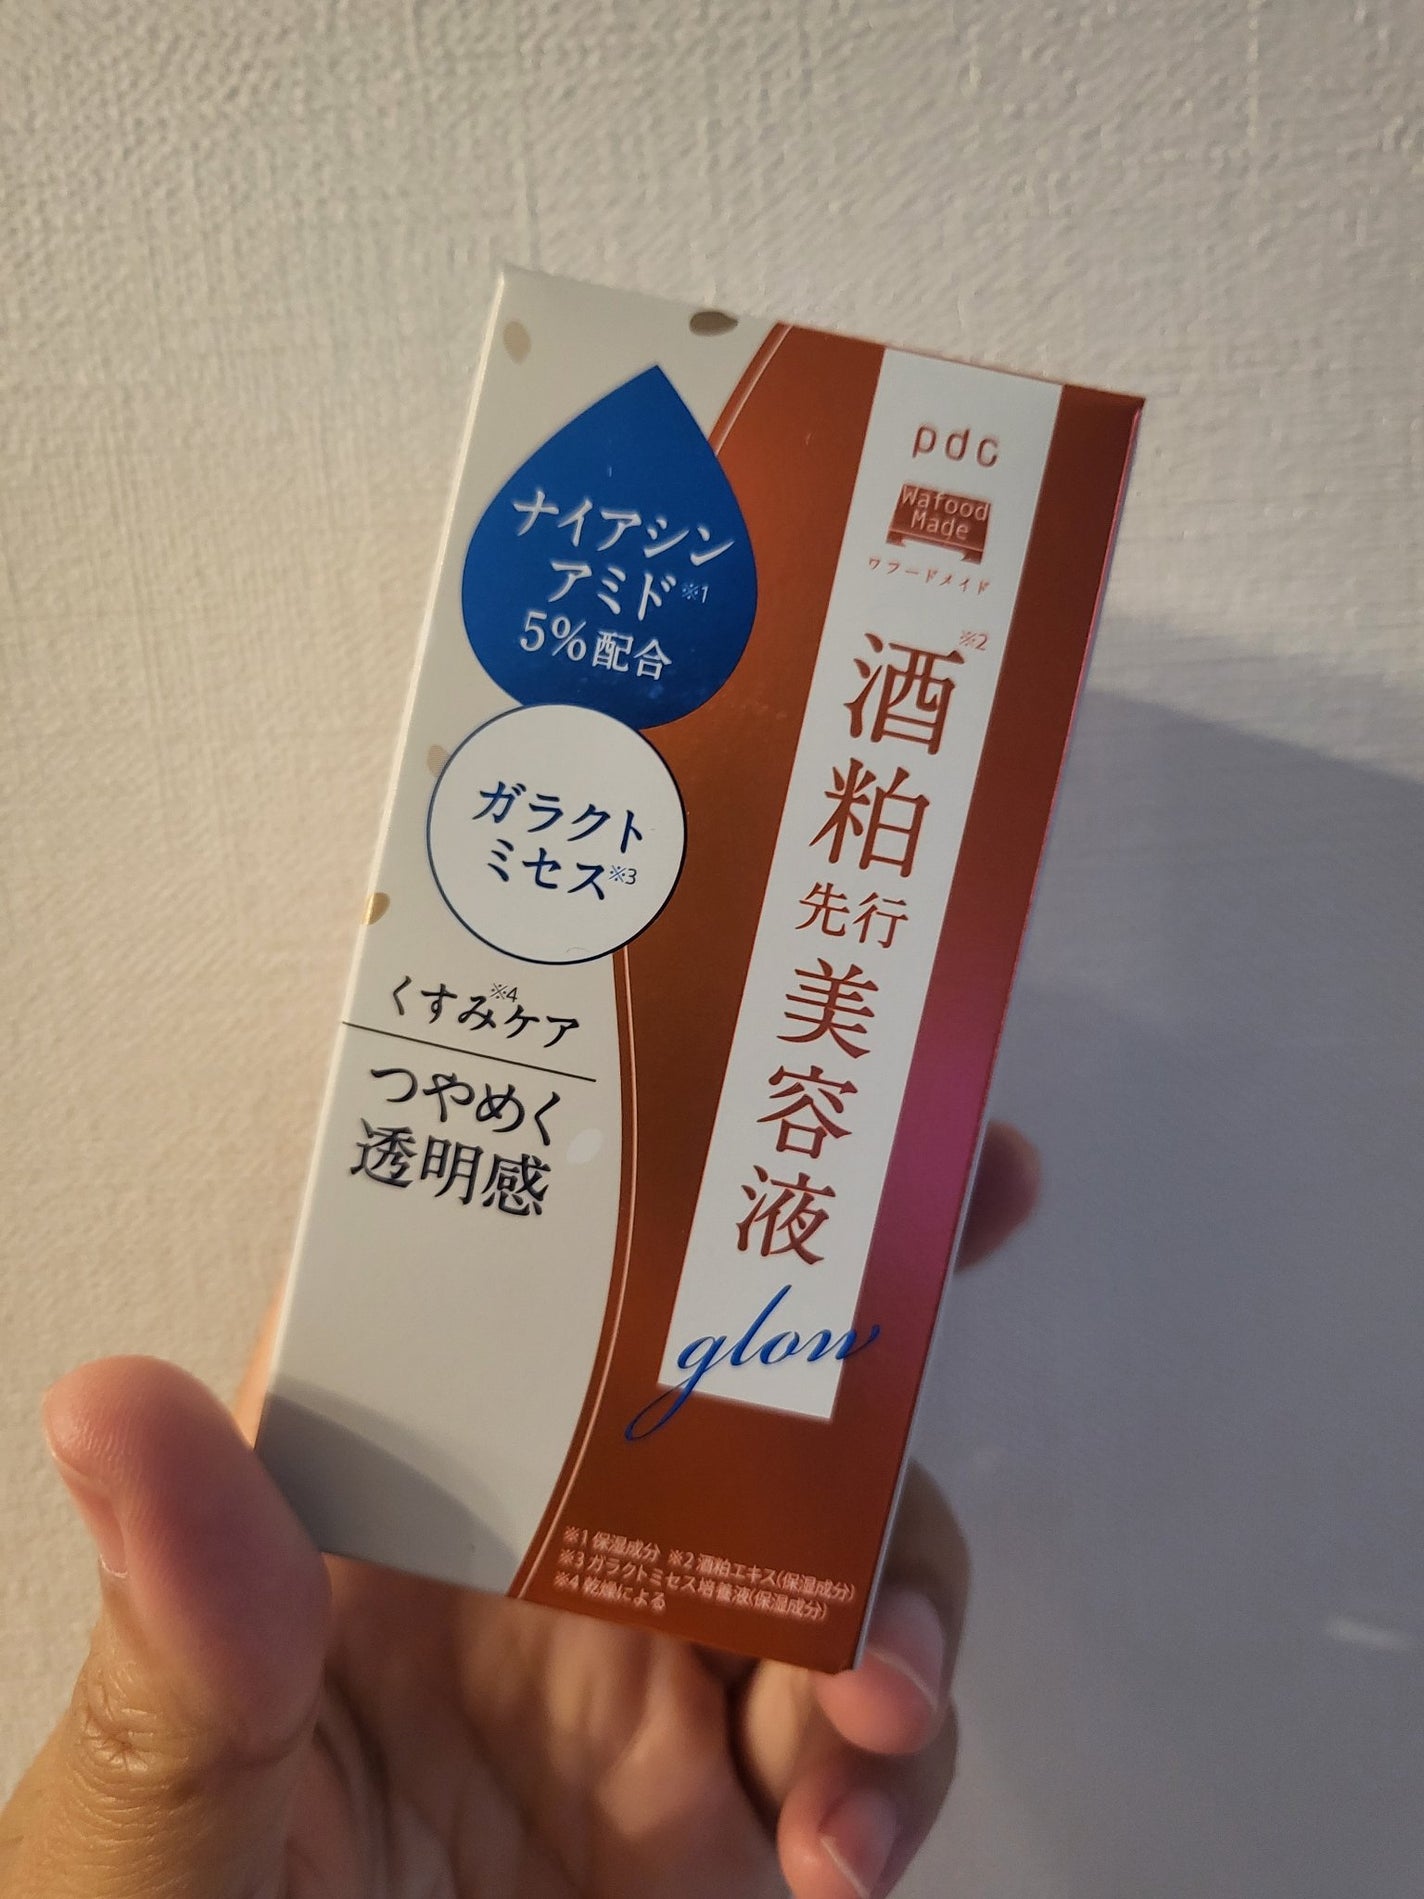 ナイアシン
アミド※1
5%配合
ガラクト
ミセス※3
くすみ※4ケア
つやめく
透明感
pdc
Wafood
Made
ワフードメイド
酒粕※2先行美容液
glow
※1 保湿成分 ※2 酒粕エキス(保湿成分)
※3 ガラクトミセス培養液(保湿成分)
※4 乾燥による